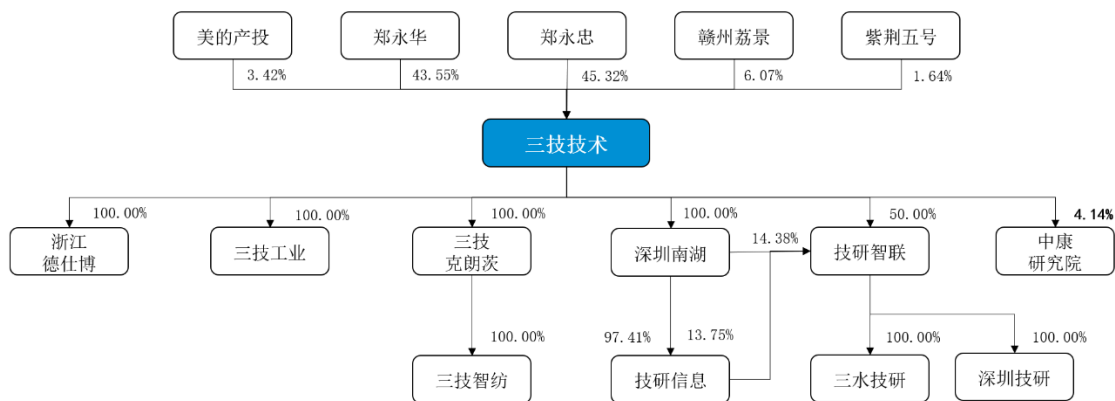 美的产投
郑永华
郑永忠
赣州荔景
紫荆五号
3.42%
43.55%
45.32%
6.07%
1.64%
三技技术
100.00%
100.00%
100.00%
100.00%
50.00%
4.14%
浙江
德仕博
三技工业
三技
克朗茨
深圳南湖
14.38%
技研智联
中康
研究院
100.00%
97.41%
13.75%
100.00%
100.00%
三技智纺
技研信息
三水技研
深圳技研